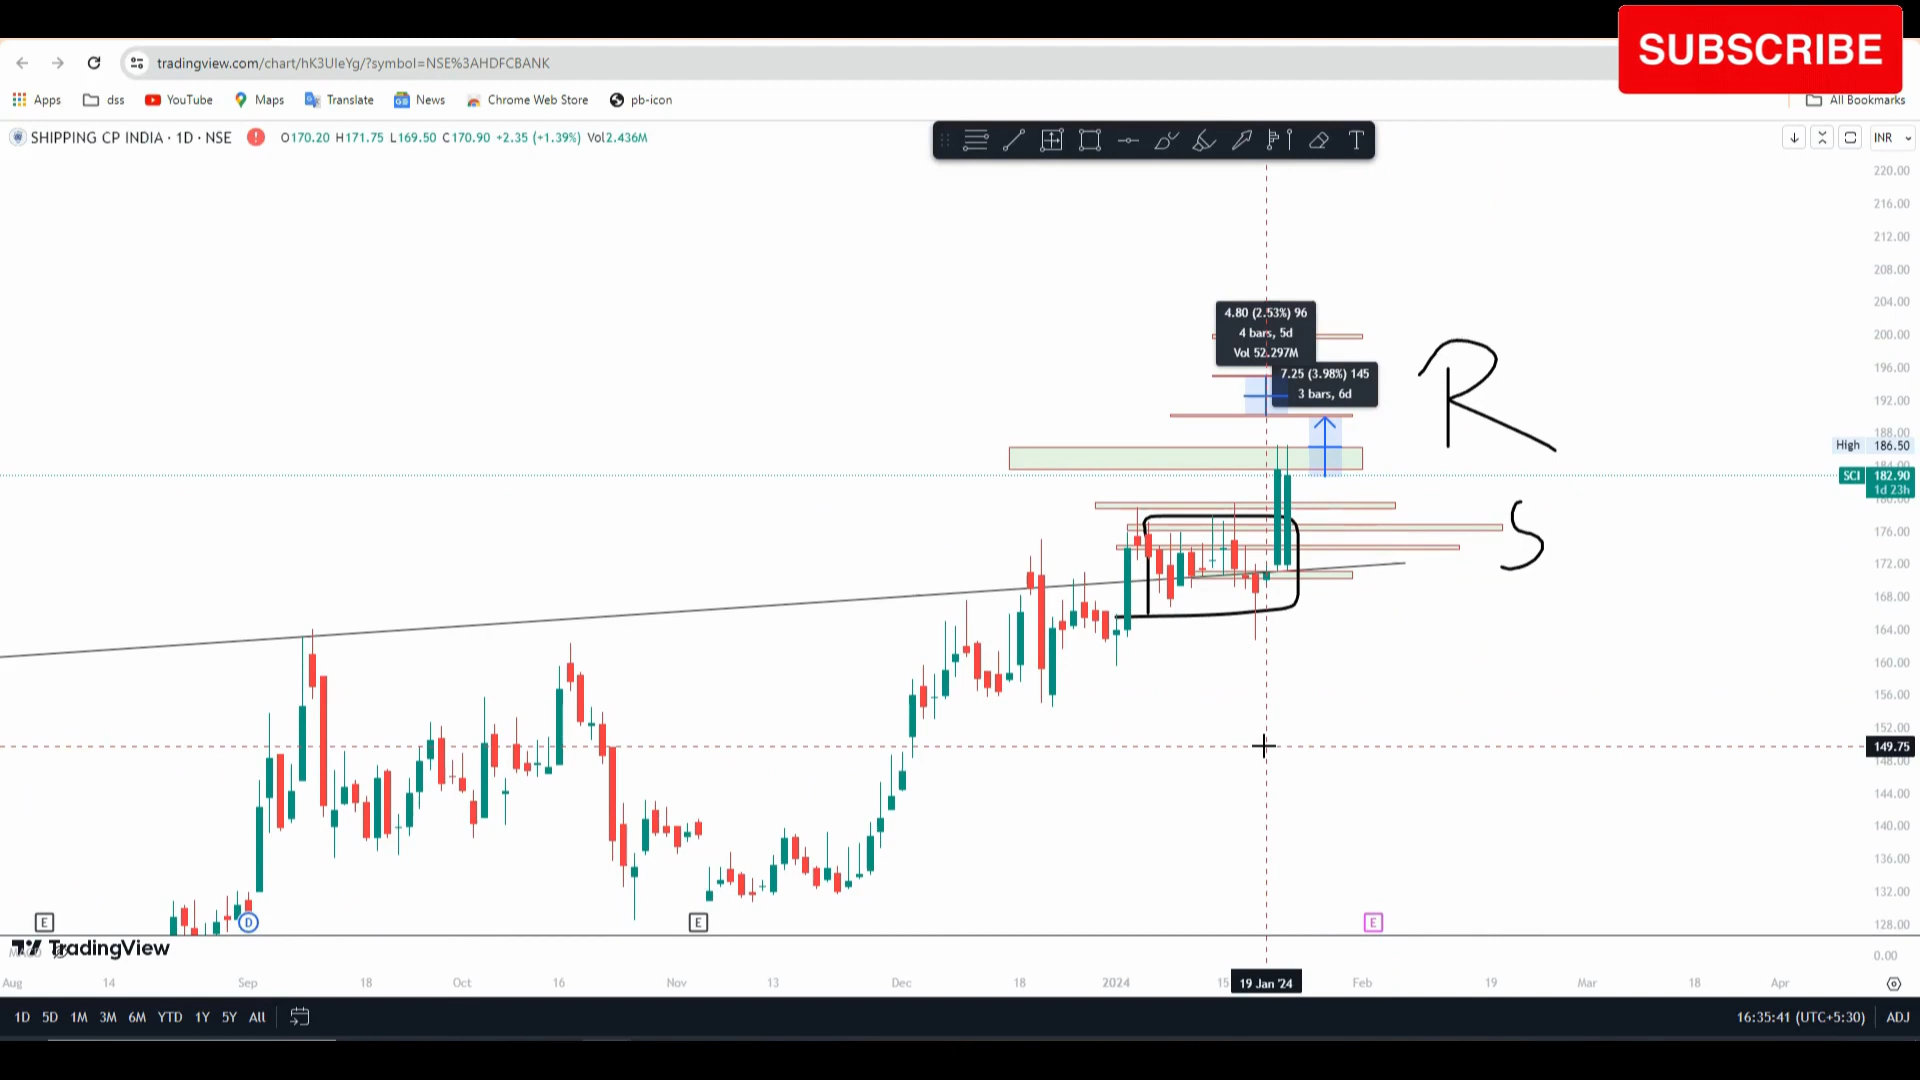 SUBSCRIBE
tradingview.com/chart/hK3UIeYg/?symbol=NSE%3AHDFCBANK
Apps dss YouTube Maps Translate News Chrome Web Store pb-icon All Bookmarks
SHIPPING CP INDIA · 1D · NSE O170.20 H171.75 L169.50 C170.90 +2.35 (+1.39%) Vol2.436M
INR
220.00
216.00
212.00
208.00
204.00
4.80 (2.53%) 96
4 bars, 5d
Vol 52.297M
200.00
196.00
7.25 (3.98%) 145
3 bars, 6d
R
192.00
188.00
High 186.50
184.00
SCI 182.90
1d 23h
180.00
S
176.00
172.00
168.00
164.00
160.00
156.00
152.00
149.75
148.00
144.00
140.00
136.00
132.00
128.00
E D E E
TradingView
0.00
Aug 14 Sep 18 Oct 16 Nov 13 Dec 18 2024 15 19 Jan '24 Feb 19 Mar 18 Apr
1D 5D 1M 3M 6M YTD 1Y 5Y All 16:35:41 (UTC+5:30) ADJ